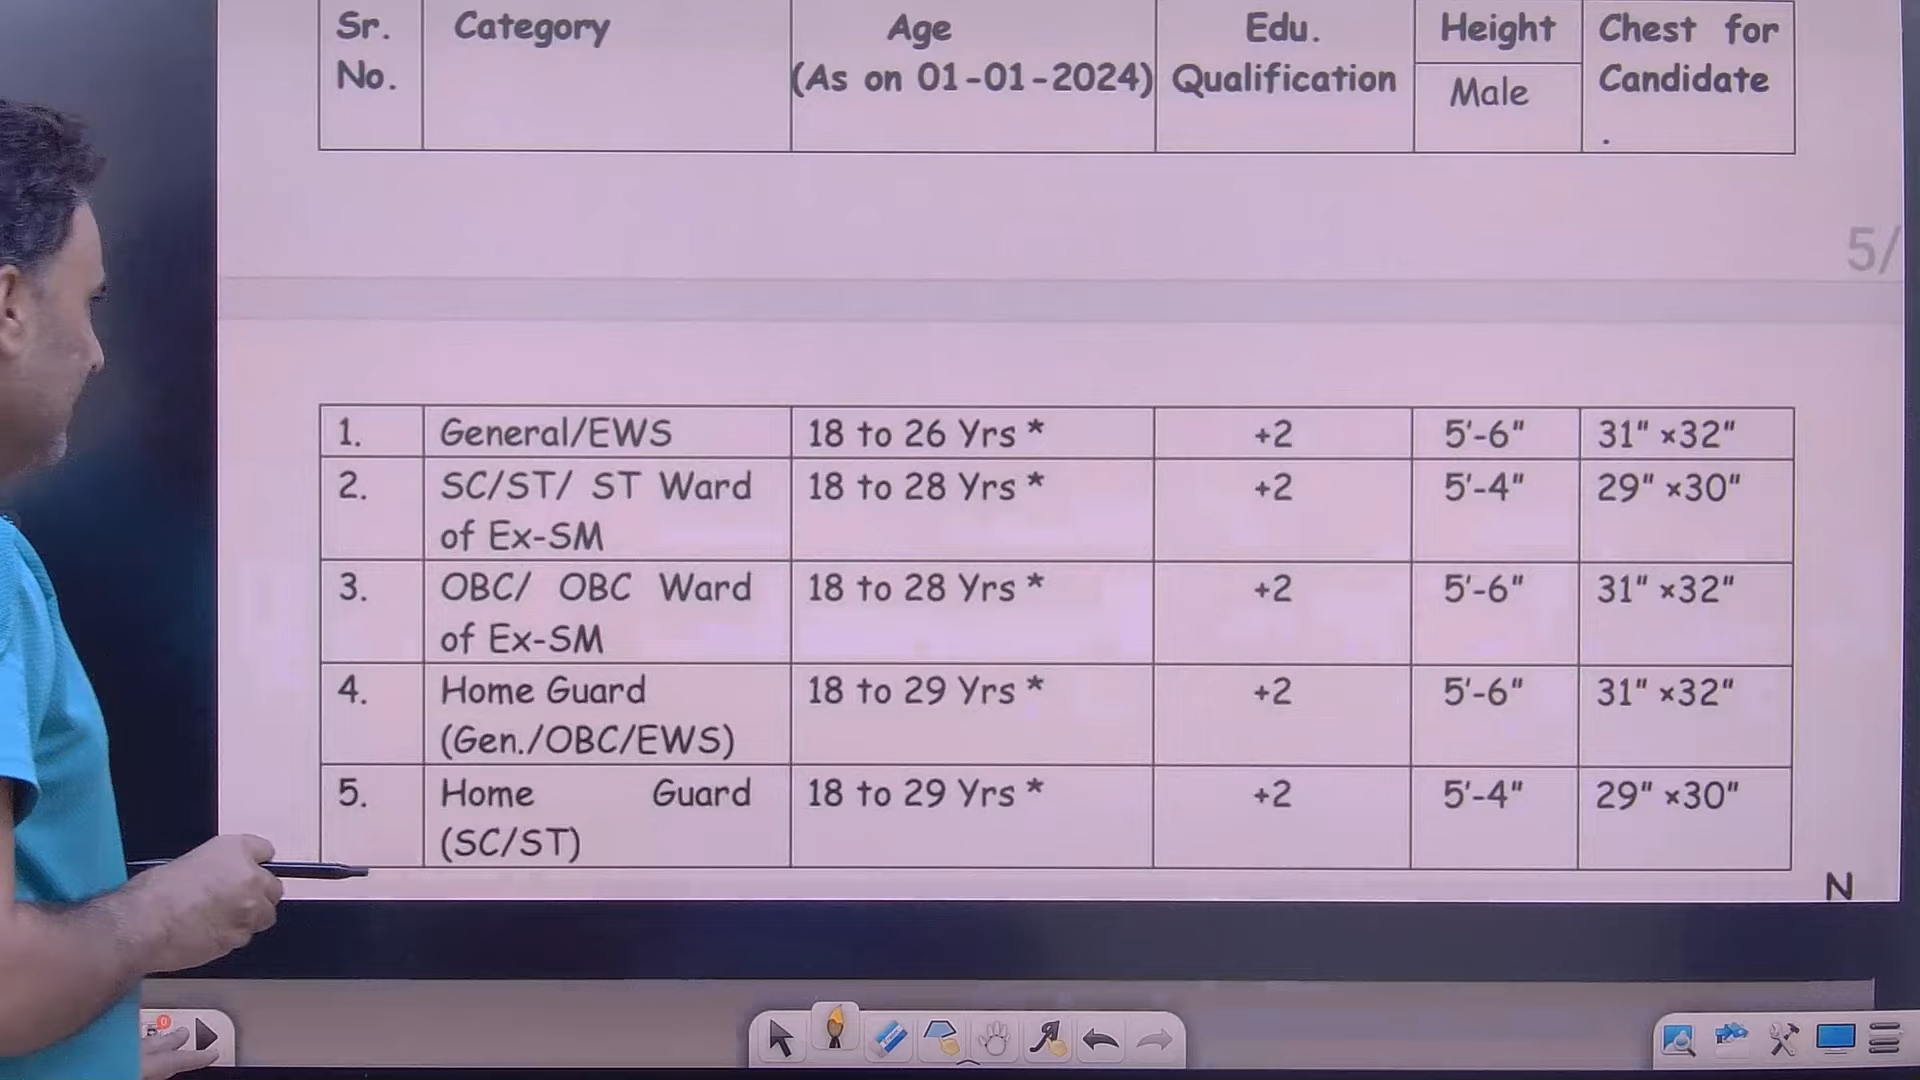 Sr. Category Age Edu. Height Chest for
No. (As on 01-01-2024) Qualification Male Candidate
.
5/
1. General/EWS 18 to 26 Yrs * +2 5'-6" 31" ×32"
2. SC/ST/ ST Ward 18 to 28 Yrs * +2 5'-4" 29" ×30"
of Ex-SM
3. OBC/ OBC Ward 18 to 28 Yrs * +2 5'-6" 31" ×32"
of Ex-SM
4. Home Guard 18 to 29 Yrs * +2 5'-6" 31" ×32"
(Gen./OBC/EWS)
5. Home Guard 18 to 29 Yrs * +2 5'-4" 29" ×30"
(SC/ST)
N
0